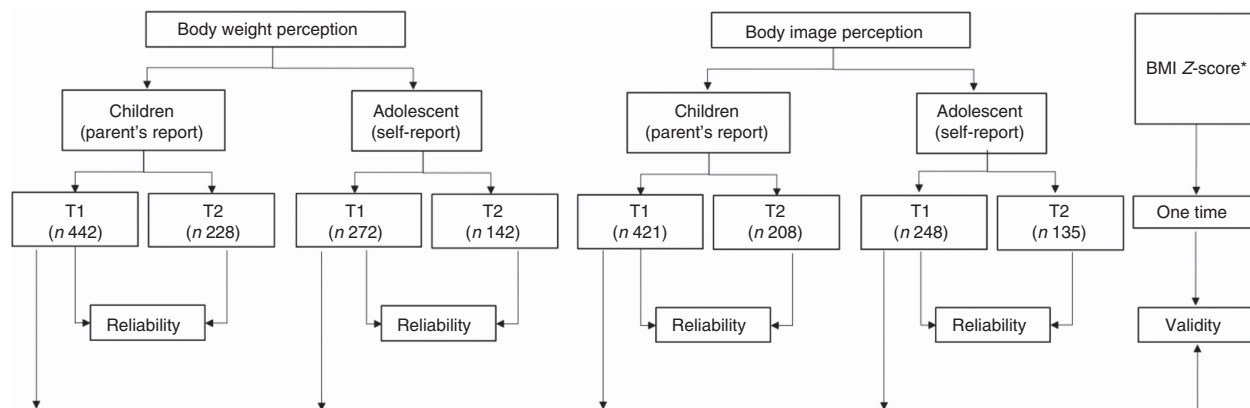 Body weight perception
Body image perception
BMI Z-score*
Children
(parent's report)
Adolescent
(self-report)
Children
(parent's report)
Adolescent
(self-report)
T1
(n 442)
T2
(n 228)
T1
(n 272)
T2
(n 142)
T1
(n 421)
T2
(n 208)
T1
(n 248)
T2
(n 135)
One time
Reliability
Reliability
Reliability
Reliability
Validity